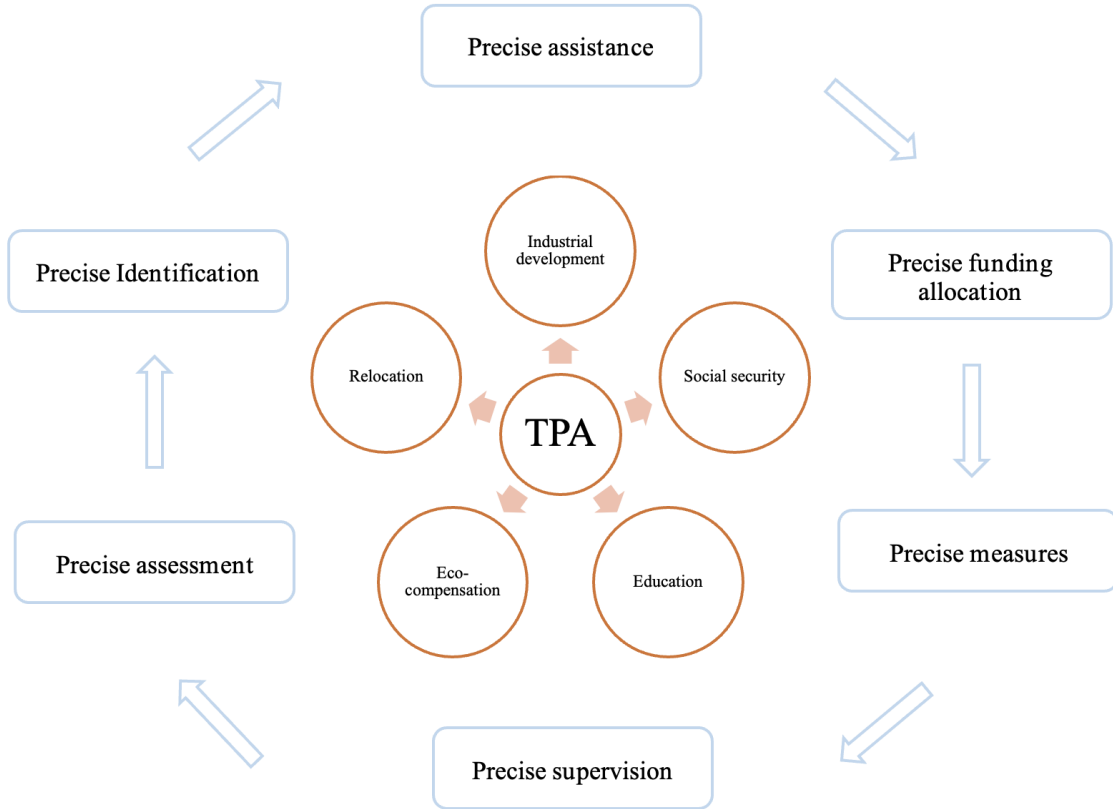 Precise assistance
Industrial
development
Precise Identification
Precise funding
allocation
Relocation
Social security
TPA
Precise assessment
Eco-
compensation
Education
Precise measures
Precise supervision